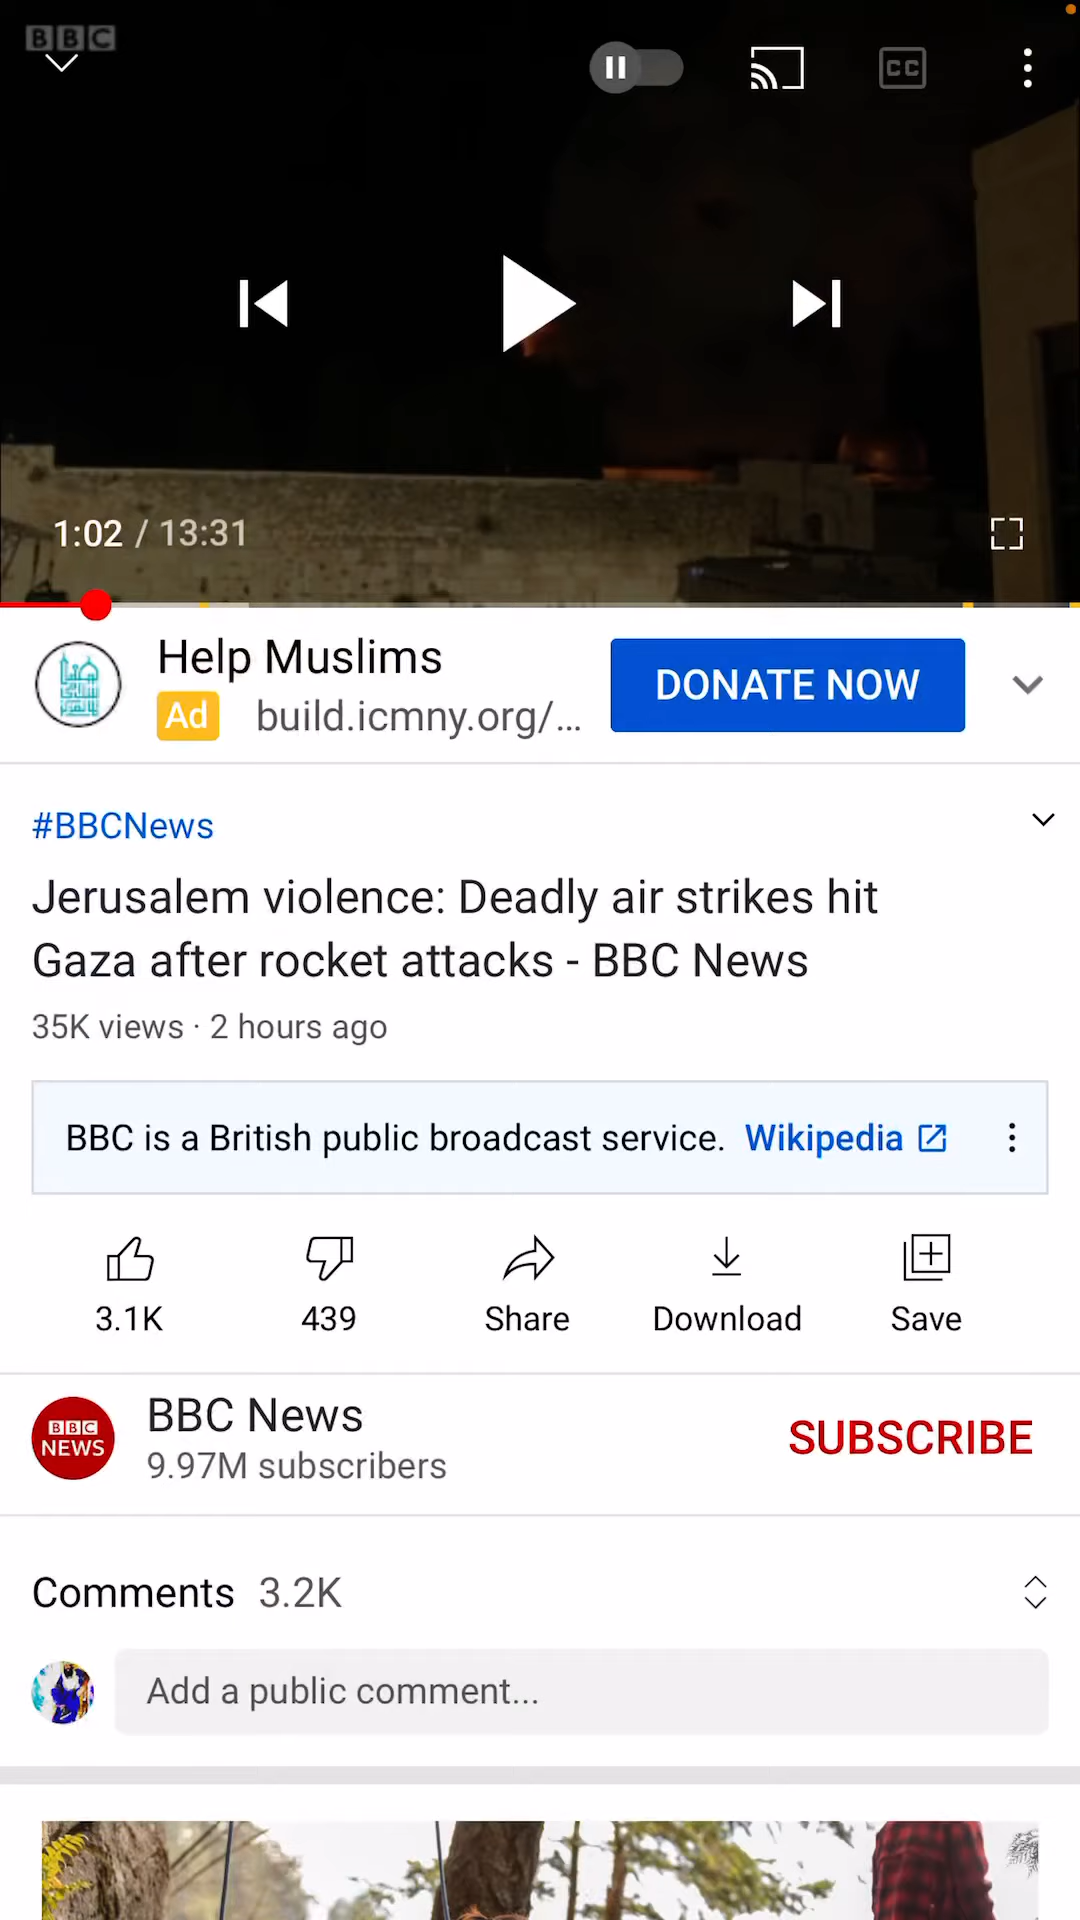 BBC
CC
1:02 / 13:31
Help Muslims
DONATE NOW
Ad build.icmny.org/...
#BBCNews
Jerusalem violence: Deadly air strikes hit
Gaza after rocket attacks - BBC News
35K views · 2 hours ago
BBC is a British public broadcast service. Wikipedia
3.1K
439
Share
Download
Save
BBC
NEWS
BBC News
9.97M subscribers
SUBSCRIBE
Comments 3.2K
Add a public comment...